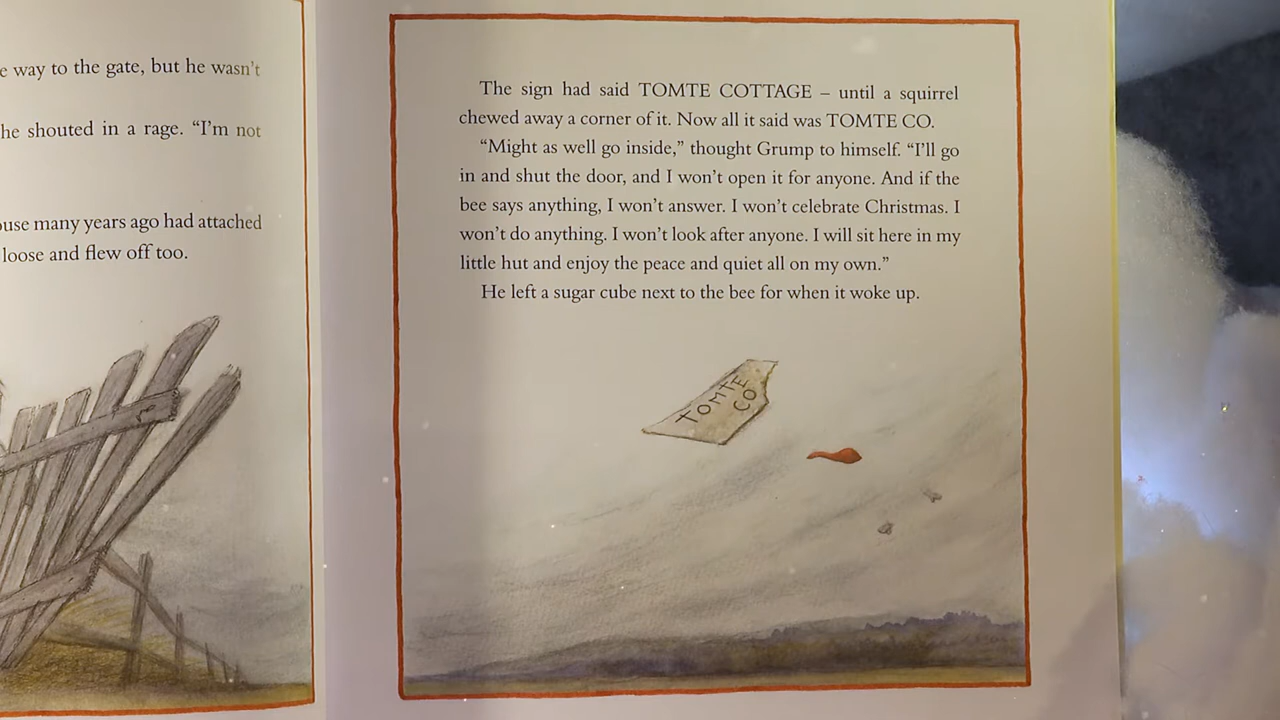 e way to the gate, but he wasn't
he shouted in a rage. “I'm not
ouse many years ago had attached
loose and flew off too.
The sign had said TOMTE COTTAGE – until a squirrel
chewed away a corner of it. Now all it said was TOMTE CO.
“Might as well go inside,” thought Grump to himself. “I'll go
in and shut the door, and I won't open it for anyone. And if the
bee says anything, I won't answer. I won't celebrate Christmas. I
won't do anything. I won't look after anyone. I will sit here in my
little hut and enjoy the peace and quiet all on my own.”
He left a sugar cube next to the bee for when it woke up.
TOMTE
CO